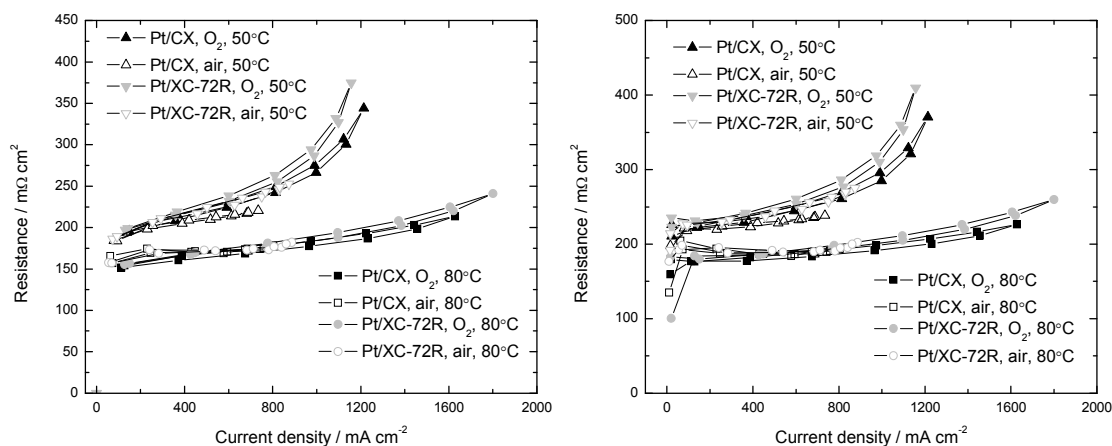 450
400
350
300
250
200
150
100
50
0
Resistance / mΩ cm²
Pt/CX, O₂, 50°C
Pt/CX, air, 50°C
Pt/XC-72R, O₂, 50°C
Pt/XC-72R, air, 50°C
Pt/CX, O₂, 80°C
Pt/CX, air, 80°C
Pt/XC-72R, O₂, 80°C
Pt/XC-72R, air, 80°C
0 400 800 1200 1600 2000
Current density / mA cm⁻²
500
400
300
200
100
0
Resistance / mΩ cm²
Pt/CX, O₂, 50°C
Pt/CX, air, 50°C
Pt/XC-72R, O₂, 50°C
Pt/XC-72R, air, 50°C
Pt/CX, O₂, 80°C
Pt/CX, air, 80°C
Pt/XC-72R, O₂, 80°C
Pt/XC-72R, air, 80°C
0 400 800 1200 1600 2000
Current density / mA cm⁻²